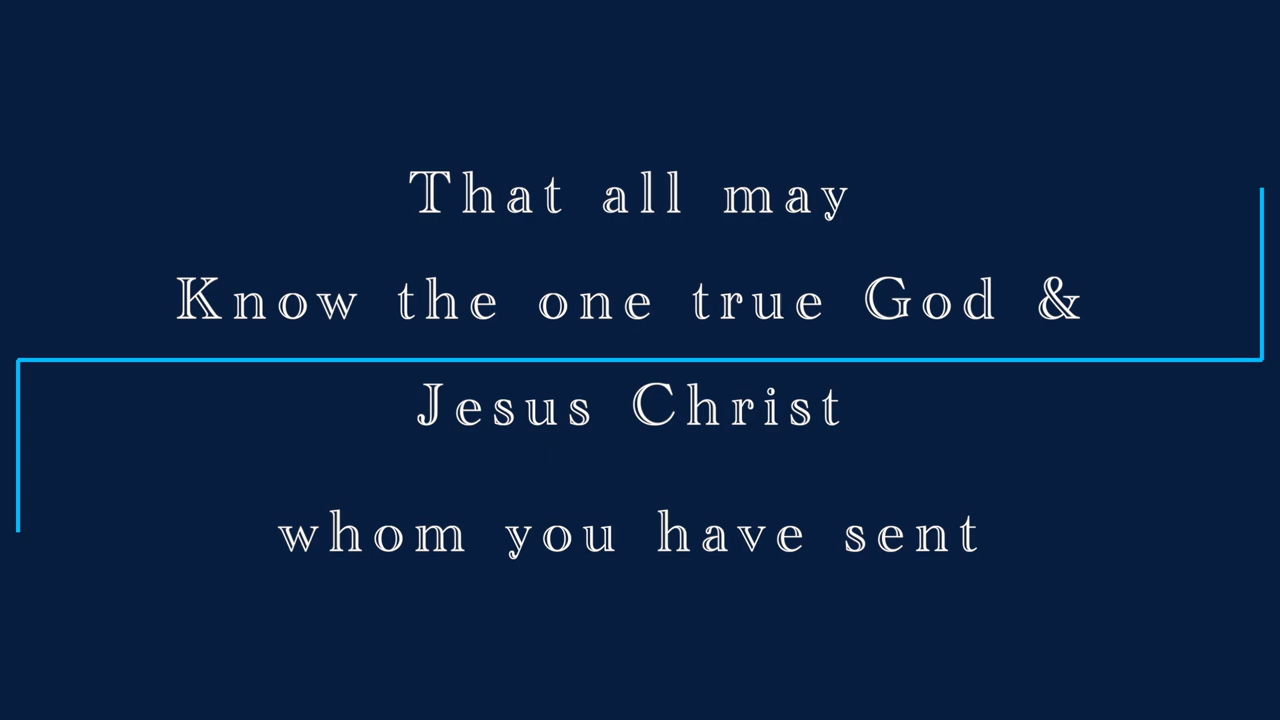 That all may
Know the one true God &
Jesus Christ
whom you have sent